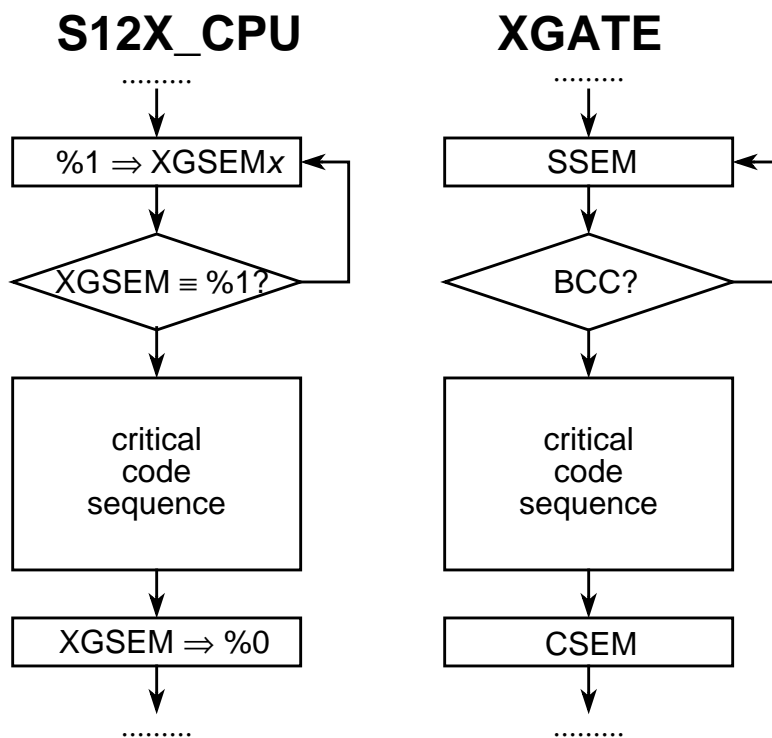 S12X_CPU
.........
%1 ⇒ XGSEMx
XGSEM ≡ %1?
critical
code
sequence
XGSEM ⇒ %0
.........
XGATE
.........
SSEM
BCC?
critical
code
sequence
CSEM
.........